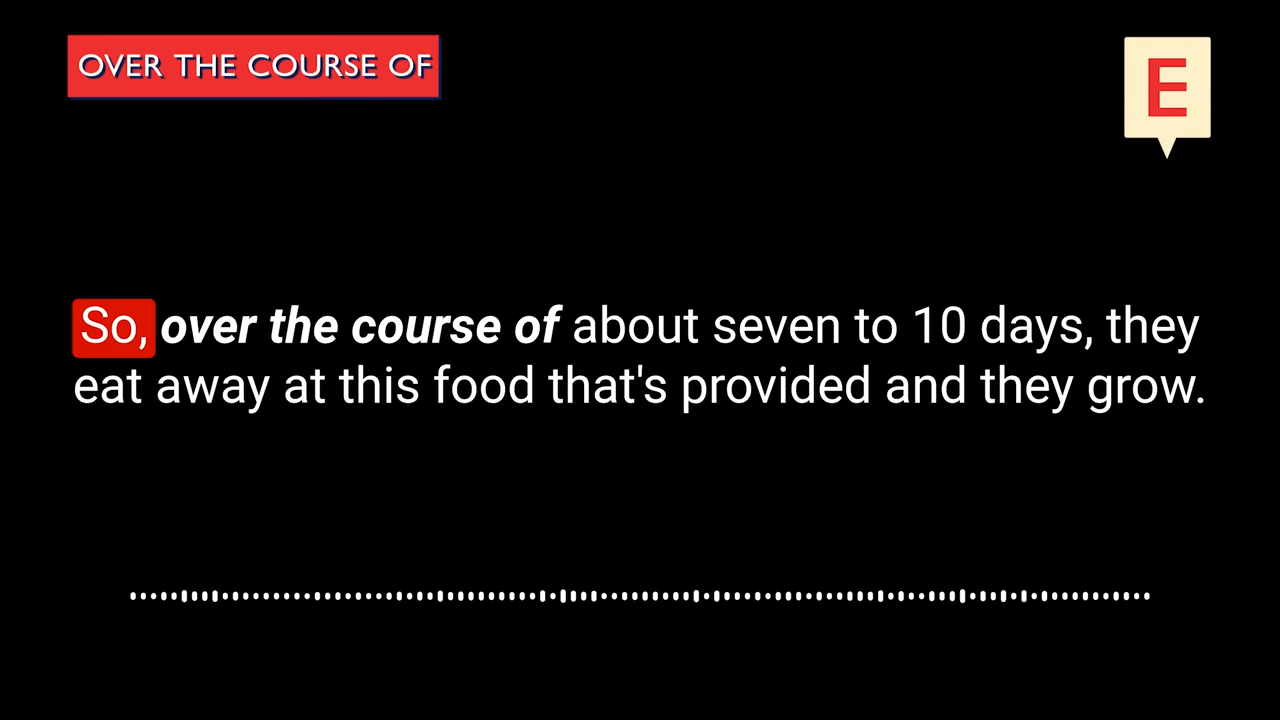 OVER THE COURSE OF
E
So, over the course of about seven to 10 days, they
eat away at this food that's provided and they grow.